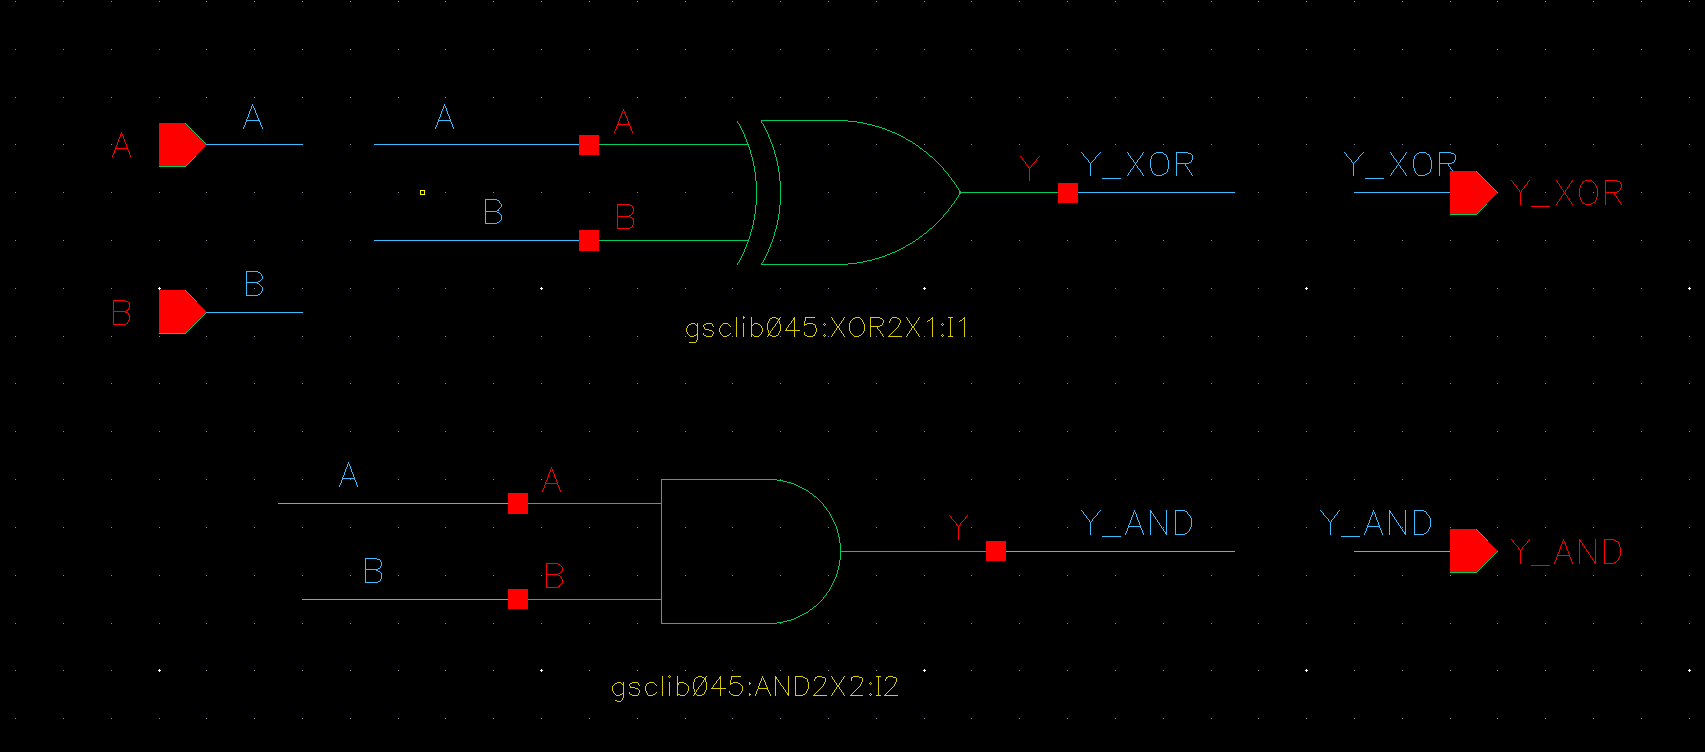 A
A
A
A
B
B
Y
Y_XOR
Y_XOR
Y_XOR
B
B
gsclib045:XOR2X1:I1
A
A
B
B
Y
Y_AND
Y_AND
Y_AND
gsclib045:AND2X2:I2